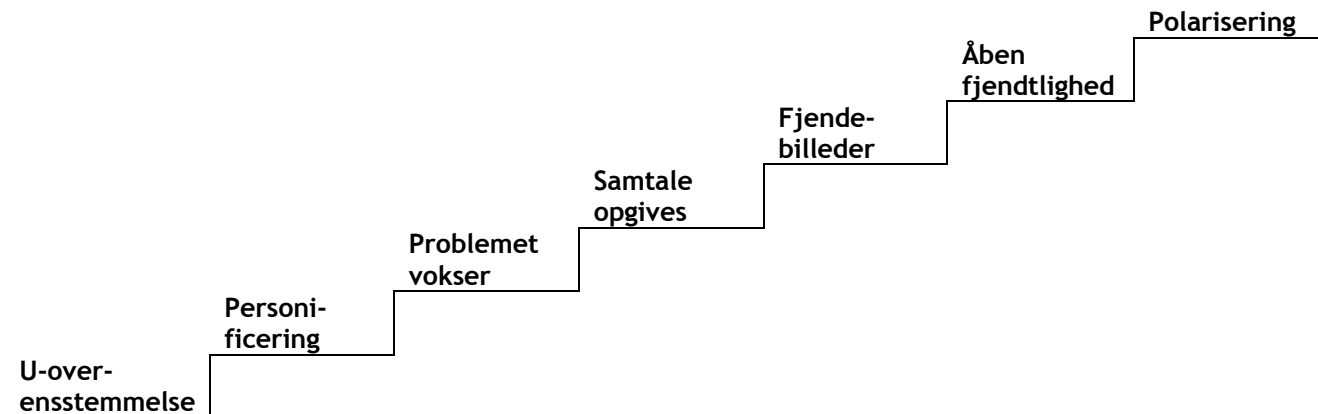 Polarisering
Åben
fjendtlighed
Fjende-
billeder
Samtale
opgives
Problemet
vokser
Personi-
ficering
U-over-
ensstemmelse